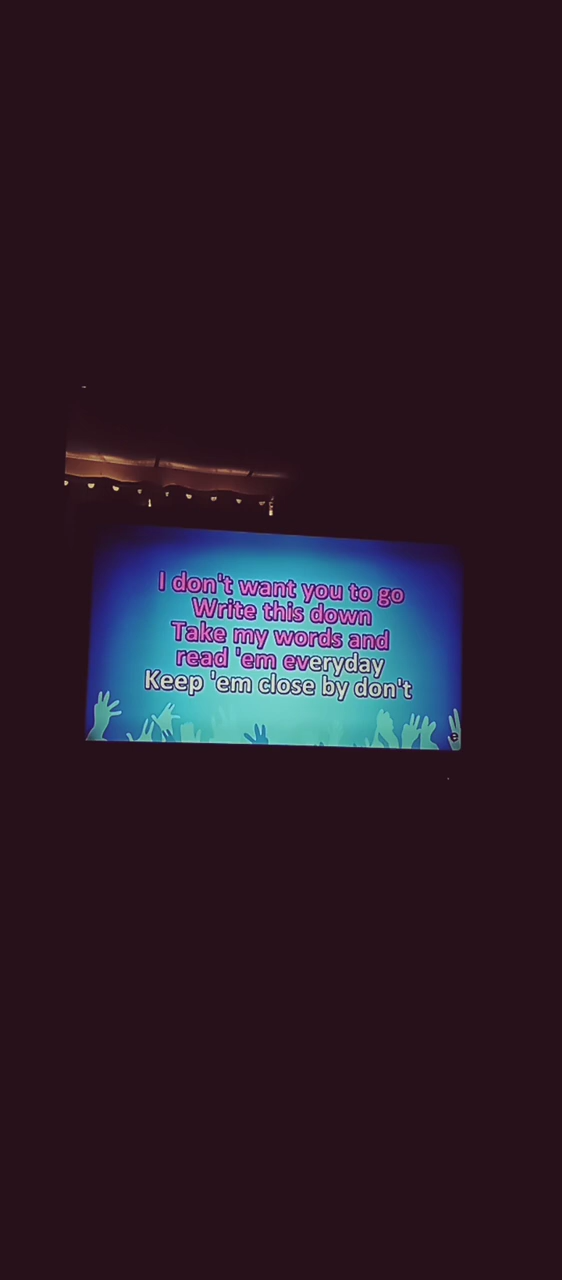 I don't want you to go
Write this down
Take my words and
read 'em everyday
Keep 'em close by don't